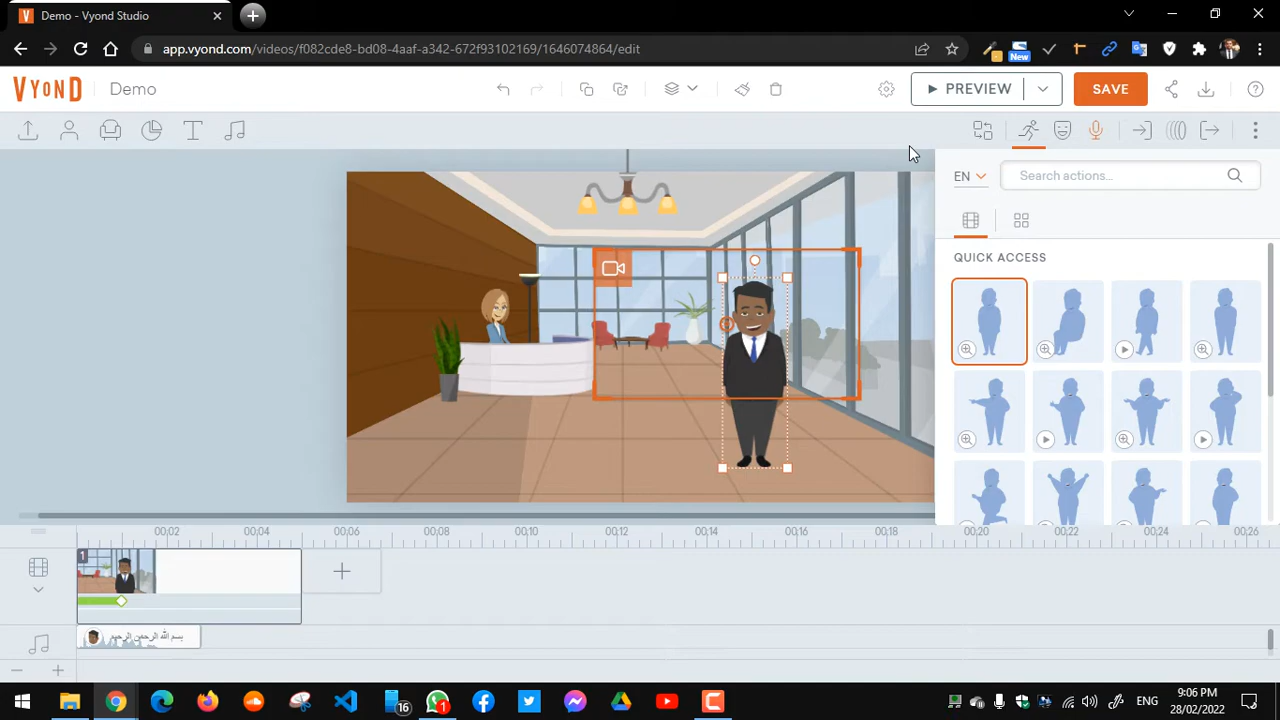 Demo - Vyond Studio
app.vyond.com/videos/f082cde8-bd08-4aaf-a342-672f93102169/1646074864/edit
New
VYOND
Demo
PREVIEW
SAVE
EN
Search actions...
QUICK ACCESS
00:02
00:04
00:06
00:08
00:10
00:12
00:14
00:16
00:18
00:20
00:22
00:24
00:26
1
بسم الله الرحمن الرحيم
16
1
ENG
9:06 PM
28/02/2022